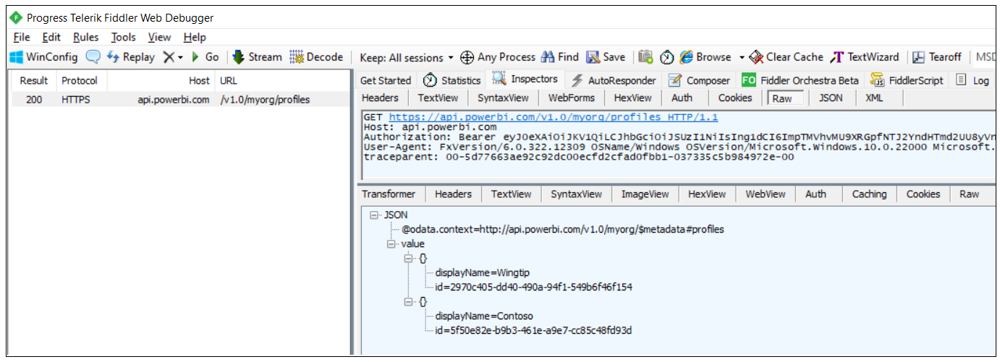 Progress Telerik Fiddler Web Debugger
File Edit Rules Tools View Help
WinConfig Replay Go Stream Decode Keep: All sessions Any Process Find Save Browse Clear Cache TextWizard Tearoff MSD
Result Protocol Host URL
200 HTTPS api.powerbi.com /v1.0/myorg/profiles
Get Started Statistics Inspectors AutoResponder Composer FO Fiddler Orchestra Beta FiddlerScript Log
Headers TextView SyntaxView WebForms HexView Auth Cookies Raw JSON XML
GET https://api.powerbi.com/v1.0/myorg/profiles HTTP/1.1
Host: api.powerbi.com
Authorization: Bearer
User-Agent: FxVersion/6.0.322.12309 OSName/Windows OSVersion/Microsoft.Windows.10.0.22000 Microsoft.
traceparent: 00-5d77663ae92c92dc00ecfd2cfad0fbb1-037335c5b984972e-00
Transformer Headers TextView SyntaxView ImageView HexView WebView Auth Caching Cookies Raw
JSON
@odata.context=http://api.powerbi.com/v1.0/myorg/$metadata#profiles
value
{}
displayName=Wingtip
id=2970c405-dd40-490a-94f1-549b6f46f154
{}
displayName=Contoso
id=5f50e82e-b9b3-461e-a9e7-cc85c48fd93d